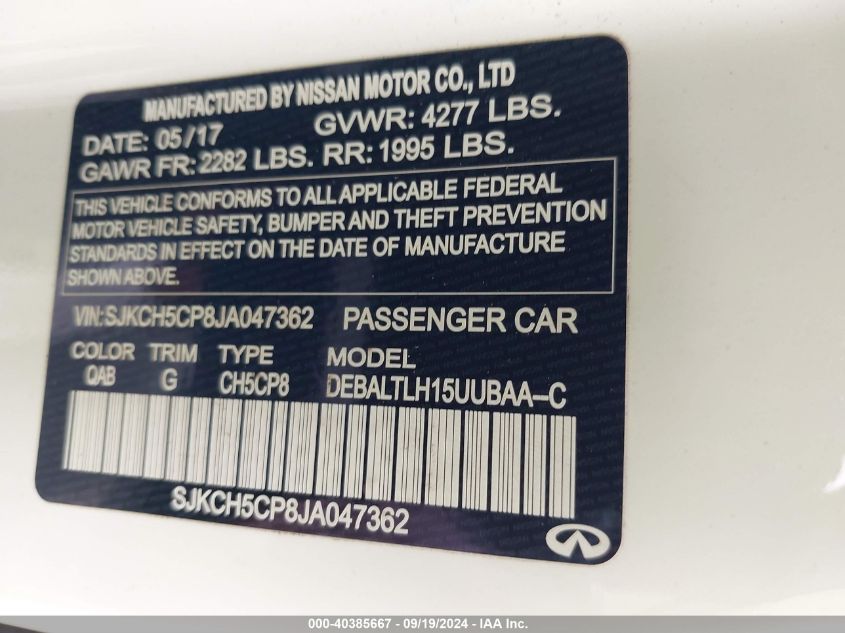 MANUFACTURED BY NISSAN MOTOR CO., LTD
DATE: 05/17 GVWR: 4277 LBS.
GAWR FR: 2282 LBS. RR: 1995 LBS.
THIS VEHICLE CONFORMS TO ALL APPLICABLE FEDERAL
MOTOR VEHICLE SAFETY, BUMPER AND THEFT PREVENTION
STANDARDS IN EFFECT ON THE DATE OF MANUFACTURE
SHOWN ABOVE.
VIN:SJKCH5CP8JA047362 PASSENGER CAR
COLOR TRIM TYPE MODEL
QAB G CH5CP8 DEBALTLH15UUBAA-C
SJKCH5CP8JA047362
000-40385667 - 09/19/2024 - IAA Inc.